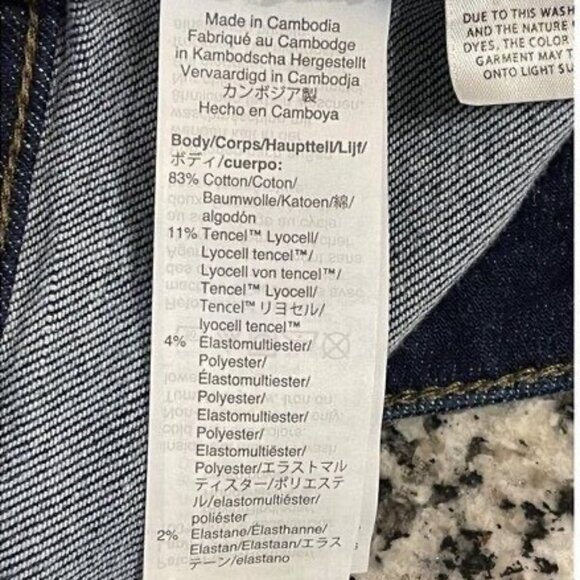 Made in Cambodia
Fabriqué au Cambodge
in Kambodscha Hergestellt
Vervaardigd in Cambodja
カンボジア製
Hecho en Camboya
Body/Corps/Haupttell/Lijf/
ボディ/cuerpo:
83% Cotton/Coton/
Baumwolle/Katoen/綿/
algodón
11% Tencel™ Lyocell/
Lyocell tencel™/
Lyocell von tencel™/
Tencel™ Lyocell/
Tencel™ リヨセル/
lyocell tencel™
4% Elastomultiester/
Polyester/
Élastomultiester/
Polyester/
Elastomultiester/
Polyester/
Elastomultiester/
Polyester/エラストマル
ティスター/ポリエステ
ル/elastomultiéster/
poliéster
2% Elastane/Élasthanne/
Elastan/Elastaan/エラス
テーン/elastano
DUE TO THIS WASH
AND THE NATURE
DYES, THE COLOR
GARMENT MAY T
ONTO LIGHT SU